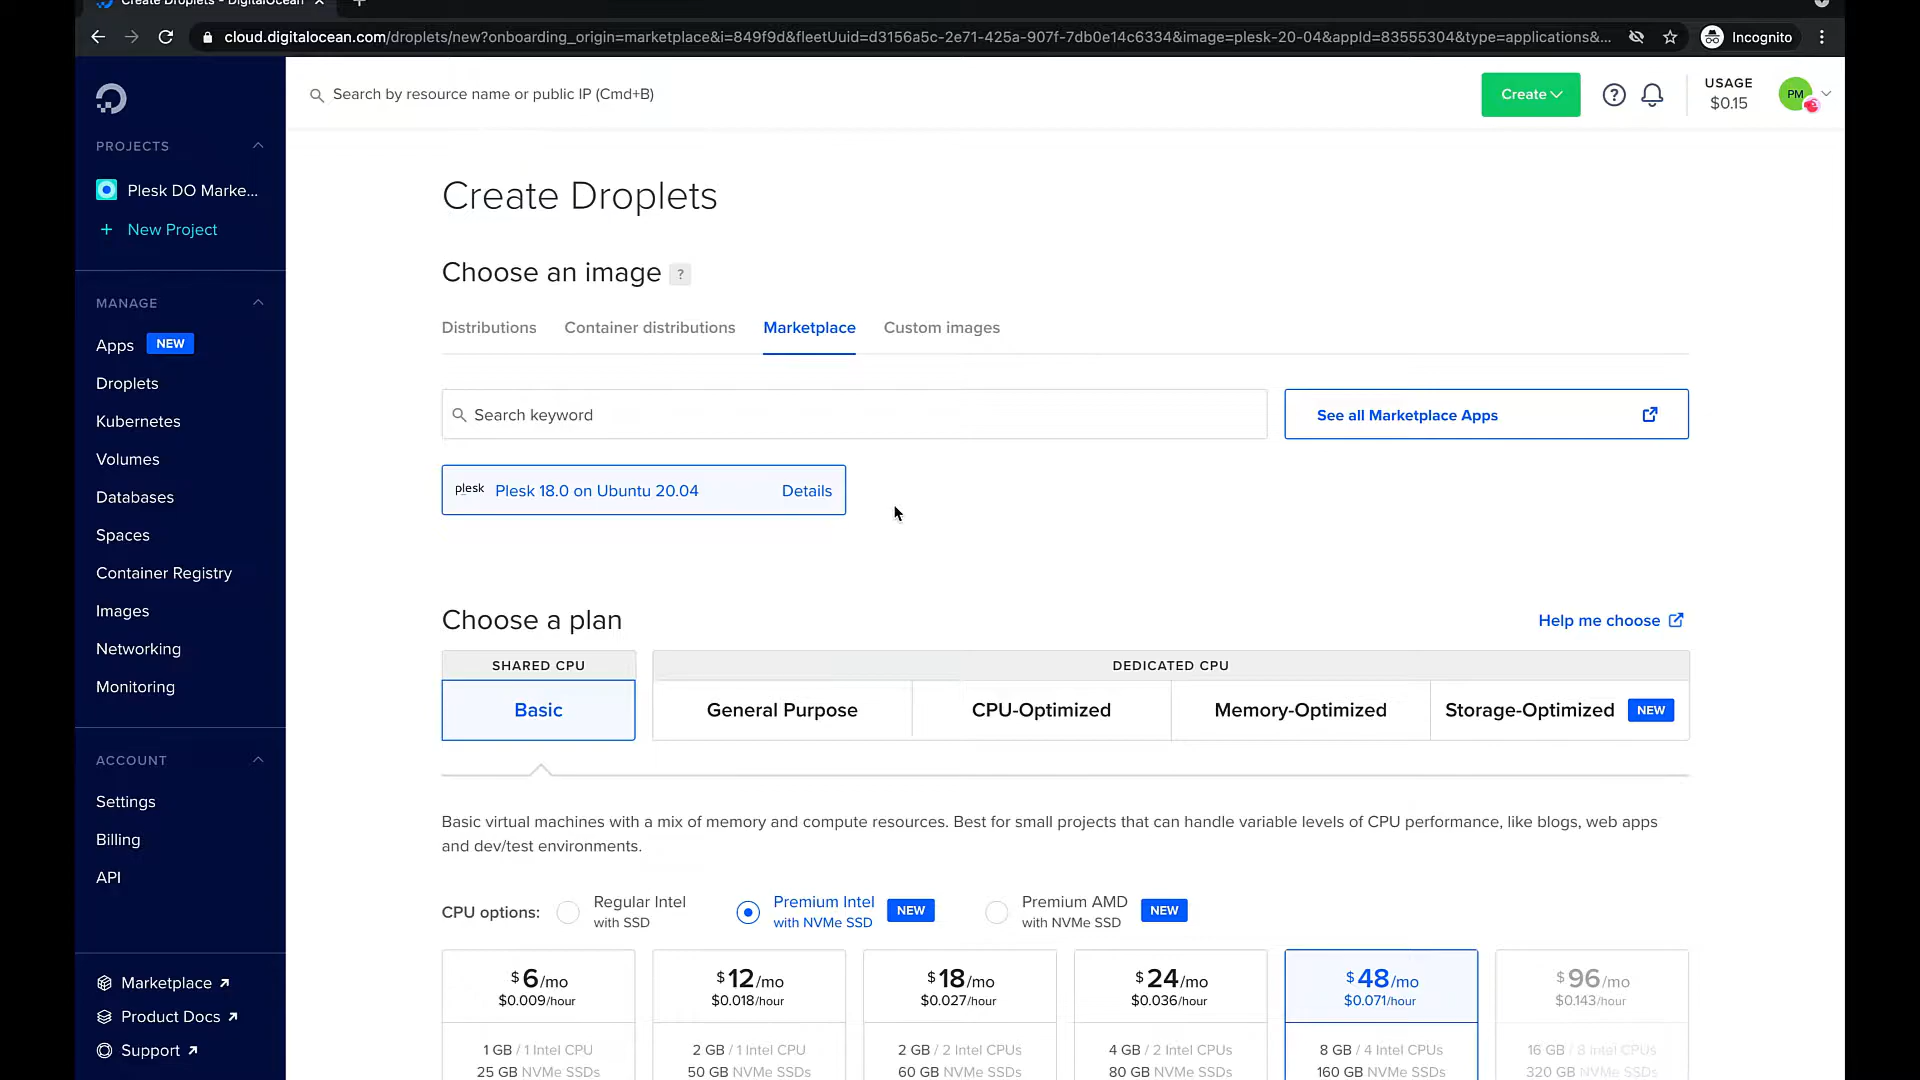 Create Droplets - DigitalOcean
cloud.digitalocean.com/droplets/new?onboarding_origin=marketplace&i=849f9d&fleetUuid=d3156a5c-2e71-425a-907f-7db0e14c6334&image=plesk-20-04&appId=83555304&type=applications&...
Incognito
Search by resource name or public IP (Cmd+B)
Create
?
USAGE
$0.15
PM
PROJECTS
Plesk DO Marke...
+ New Project
MANAGE
Apps NEW
Droplets
Kubernetes
Volumes
Databases
Spaces
Container Registry
Images
Networking
Monitoring
ACCOUNT
Settings
Billing
API
Marketplace
Product Docs
Support
Create Droplets
Choose an image ?
Distributions
Container distributions
Marketplace
Custom images
Search keyword
See all Marketplace Apps
plesk Plesk 18.0 on Ubuntu 20.04 Details
Choose a plan
Help me choose
SHARED CPU
DEDICATED CPU
Basic
General Purpose
CPU-Optimized
Memory-Optimized
Storage-Optimized NEW
Basic virtual machines with a mix of memory and compute resources. Best for small projects that can handle variable levels of CPU performance, like blogs, web apps
and dev/test environments.
CPU options:
Regular Intel
with SSD
Premium Intel
with NVMe SSD
NEW
Premium AMD
with NVMe SSD
NEW
$6/mo
$0.009/hour
1 GB / 1 Intel CPU
25 GB NVMe SSDs
$12/mo
$0.018/hour
2 GB / 1 Intel CPU
50 GB NVMe SSDs
$18/mo
$0.027/hour
2 GB / 2 Intel CPUs
60 GB NVMe SSDs
$24/mo
$0.036/hour
4 GB / 2 Intel CPUs
80 GB NVMe SSDs
$48/mo
$0.071/hour
8 GB / 4 Intel CPUs
160 GB NVMe SSDs
$96/mo
$0.143/hour
16 GB / 8 Intel CPUs
320 GB NVMe SSDs